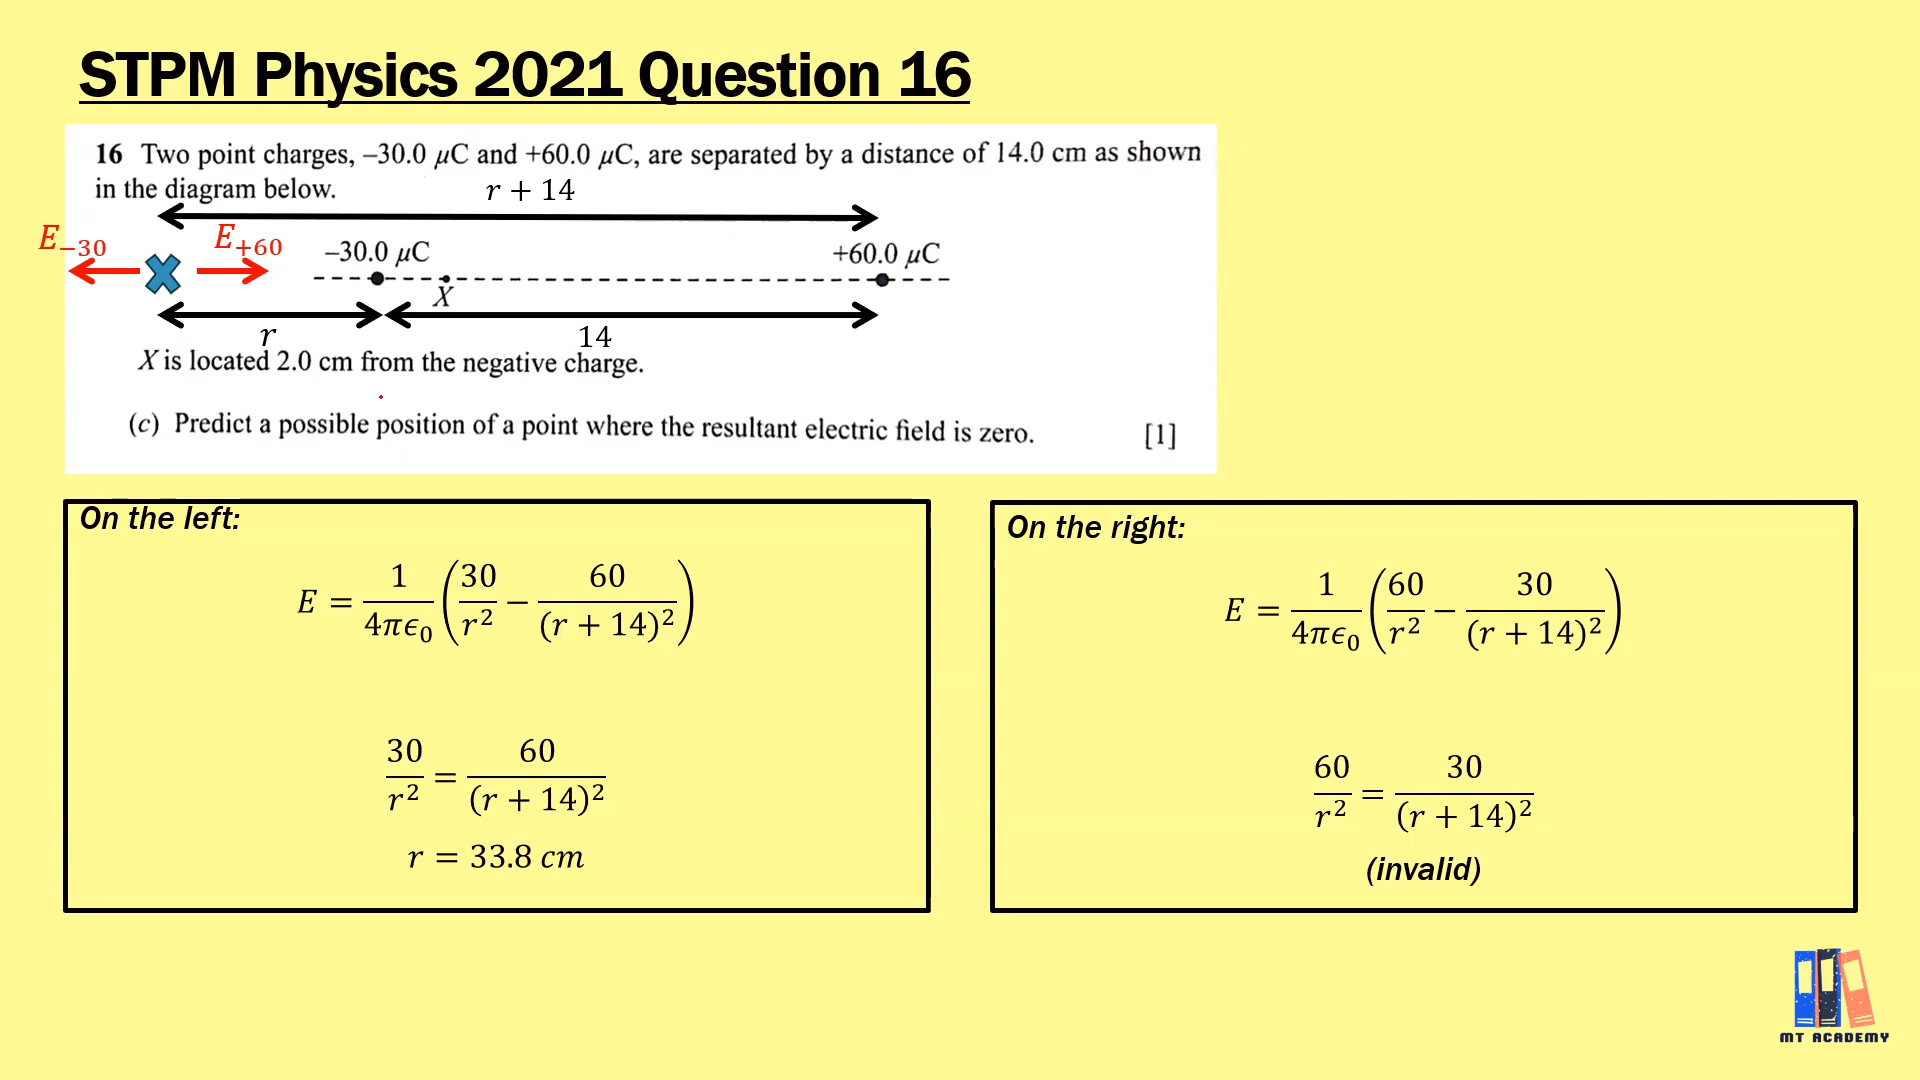 STPM Physics 2021 Question 16
16 Two point charges, –30.0 μC and +60.0 μC, are separated by a distance of 14.0 cm as shown
in the diagram below.
r + 14
E₋₃₀
E₊₆₀
–30.0 μC
+60.0 μC
X
r
14
X is located 2.0 cm from the negative charge.
(c) Predict a possible position of a point where the resultant electric field is zero. [1]
On the left:
E = 1/(4πϵ₀) (30/r² − 60/(r + 14)²)
30/r² = 60/(r + 14)²
r = 33.8 cm
On the right:
E = 1/(4πϵ₀) (60/r² − 30/(r + 14)²)
60/r² = 30/(r + 14)²
(invalid)
MT ACADEMY